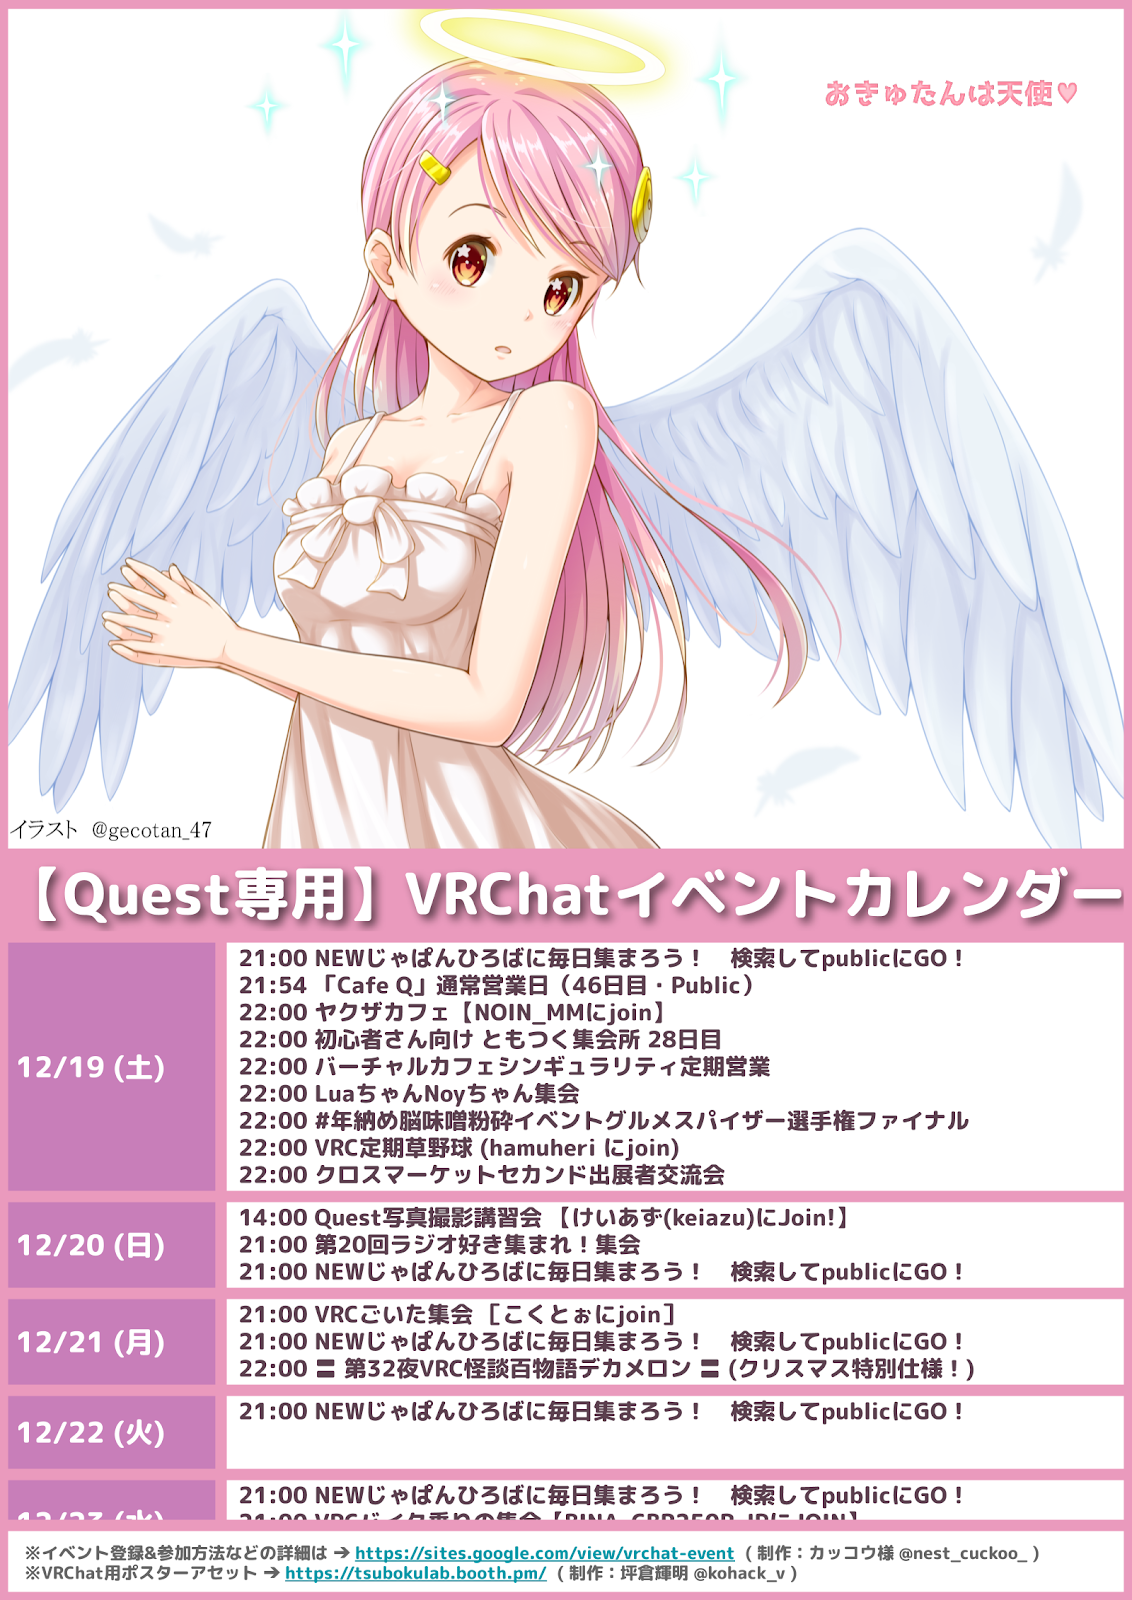 おきゅたんは天使♥
イラスト @gecotan_47
【Quest専用】VRChatイベントカレンダー
12/19 (土)
21:00 NEWじゃぱんひろばに毎日集まろう！　検索してpublicにGO！
21:54 「Cafe Q」通常営業日（46日目・Public）
22:00 ヤクザカフェ【NOIN_MMにjoin】
22:00 初心者さん向け ともつく集会所 28日目
22:00 バーチャルカフェシンギュラリティ定期営業
22:00 LuaちゃんNoyちゃん集会
22:00 #年納め脳味噌粉砕イベントグルメスパイザー選手権ファイナル
22:00 VRC定期草野球 (hamuheri にjoin)
22:00 クロスマーケットセカンド出展者交流会
12/20 (日)
14:00 Quest写真撮影講習会 【けいあず(keiazu)にJoin!】
21:00 第20回ラジオ好き集まれ！集会
21:00 NEWじゃぱんひろばに毎日集まろう！　検索してpublicにGO！
12/21 (月)
21:00 VRCごいた集会 ［こくとぉにjoin］
21:00 NEWじゃぱんひろばに毎日集まろう！　検索してpublicにGO！
22:00 〓 第32夜VRC怪談百物語デカメロン 〓 (クリスマス特別仕様！)
12/22 (火)
21:00 NEWじゃぱんひろばに毎日集まろう！　検索してpublicにGO！
12/23 (水)
21:00 NEWじゃぱんひろばに毎日集まろう！　検索してpublicにGO！
21:00 VRCバイク乗りの集会
※イベント登録&参加方法などの詳細は ➔ https://sites.google.com/view/vrchat-event ( 制作：カッコウ様 @nest_cuckoo_ )
※VRChat用ポスターアセット ➔ https://tsubokulab.booth.pm/ ( 制作：坪倉輝明 @kohack_v )